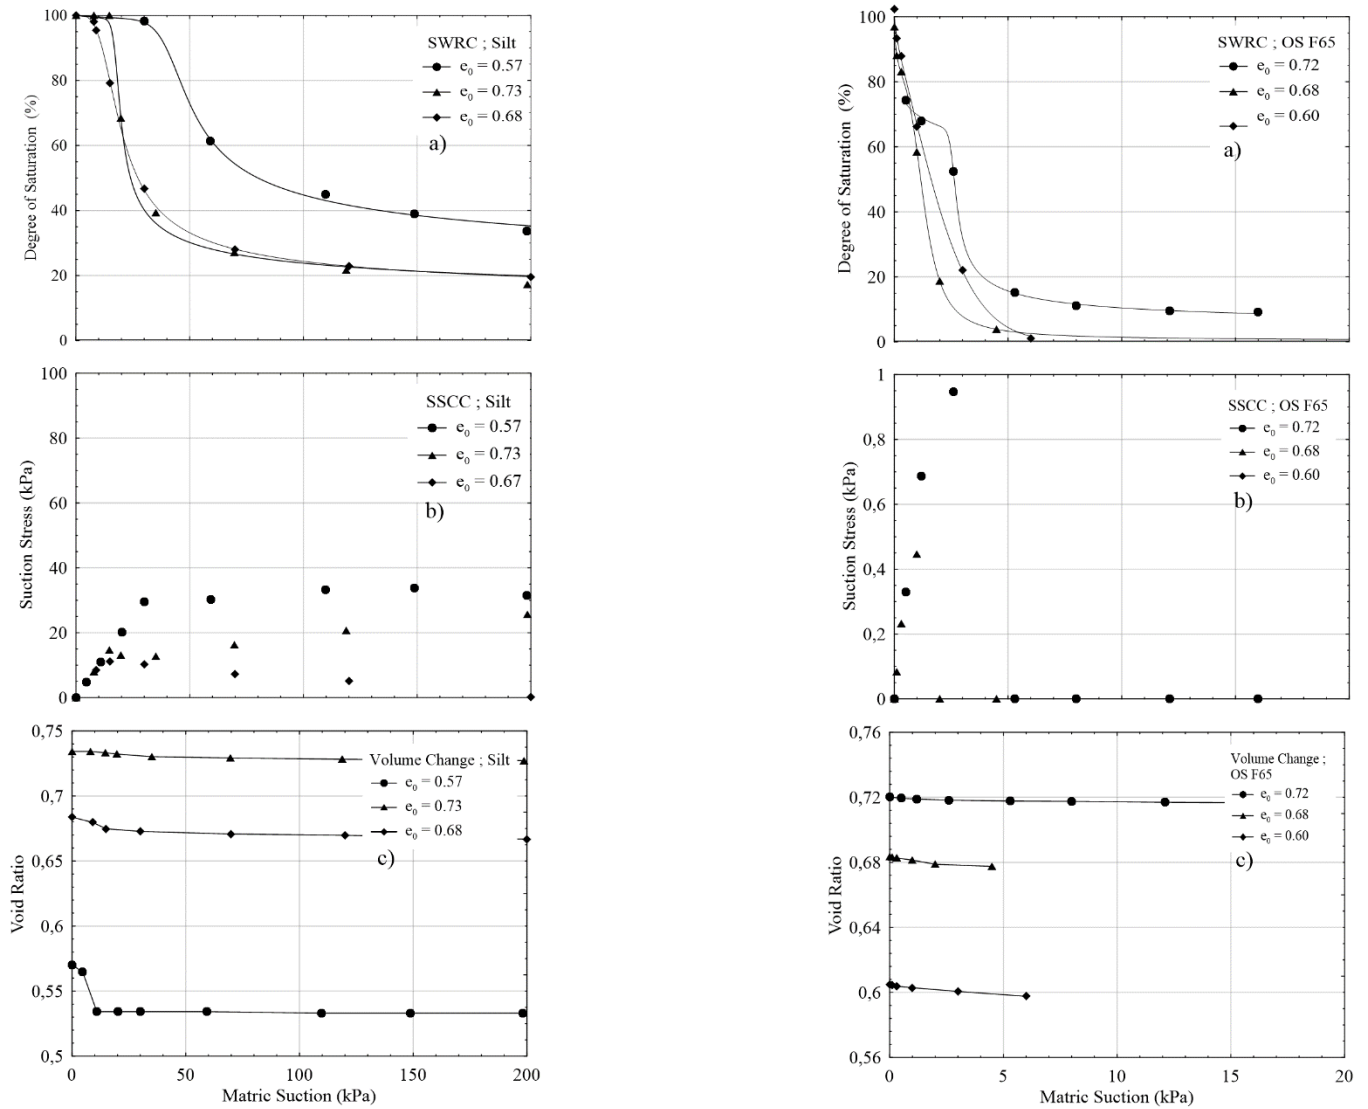 100
80
60
40
20
0
Degree of Saturation (%)
SWRC ; Silt
e₀ = 0.57
e₀ = 0.73
e₀ = 0.68
a)
100
80
60
40
20
0
Suction Stress (kPa)
SSCC ; Silt
e₀ = 0.57
e₀ = 0.73
e₀ = 0.67
b)
0,75
0,7
0,65
0,6
0,55
0,5
Void Ratio
Volume Change ; Silt
e₀ = 0.57
e₀ = 0.73
e₀ = 0.68
c)
0 50 100 150 200
Matric Suction (kPa)
100
80
60
40
20
0
Degree of Saturation (%)
SWRC ; OS F65
e₀ = 0.72
e₀ = 0.68
e₀ = 0.60
a)
1
0,8
0,6
0,4
0,2
0
Suction Stress (kPa)
SSCC ; OS F65
e₀ = 0.72
e₀ = 0.68
e₀ = 0.60
b)
0,76
0,72
0,68
0,64
0,6
0,56
Void Ratio
Volume Change ;
OS F65
e₀ = 0.72
e₀ = 0.68
e₀ = 0.60
c)
0 5 10 15 20
Matric Suction (kPa)